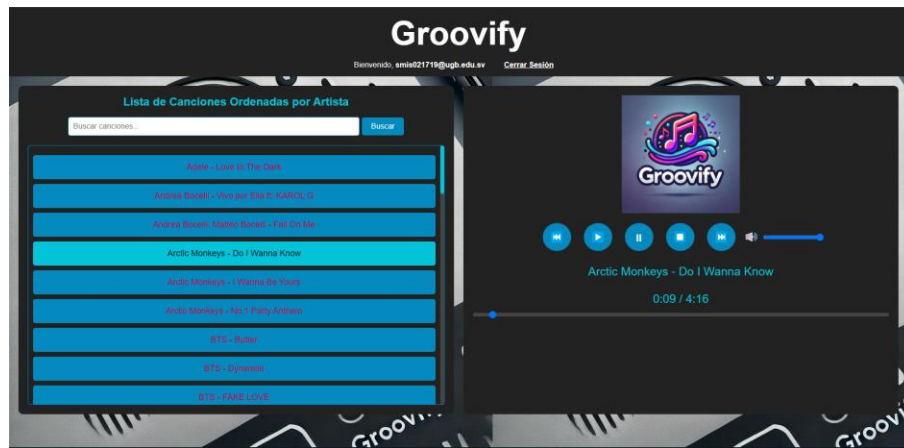 Groovify
Bienvenido, smis021719@ugb.edu.sv Cerrar Sesión
Lista de Canciones Ordenadas por Artista
Buscar canciones... Buscar
Adele - Love In The Dark
Andrea Bocelli - Vivo por Ella ft. KAROL G
Andrea Bocelli, Matteo Bocelli - Fall On Me
Arctic Monkeys - Do I Wanna Know
Arctic Monkeys - I Wanna Be Yours
Arctic Monkeys - No.1 Party Anthem
BTS - Butter
BTS - Dynamite
BTS - FAKE LOVE
Groovify
Arctic Monkeys - Do I Wanna Know
0:09 / 4:16
Groovify
Groovify